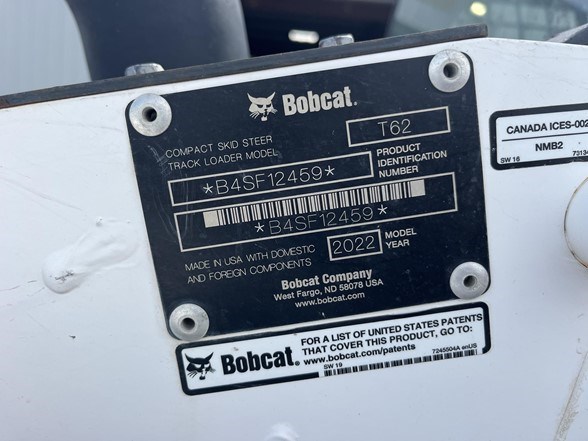 Bobcat.
COMPACT SKID STEER
TRACK LOADER MODEL
T62
PRODUCT
IDENTIFICATION
NUMBER
*B4SF12459*
*B4SF12459*
MADE IN USA WITH DOMESTIC
AND FOREIGN COMPONENTS
2022
MODEL
YEAR
Bobcat Company
West Fargo, ND 58078 USA
www.bobcat.com
CANADA ICES-002
NMB2
SW 16
Bobcat.
FOR A LIST OF UNITED STATES PATENTS
THAT COVER THIS PRODUCT, GO TO:
www.bobcat.com/patents
7245504A enUS
SW 19